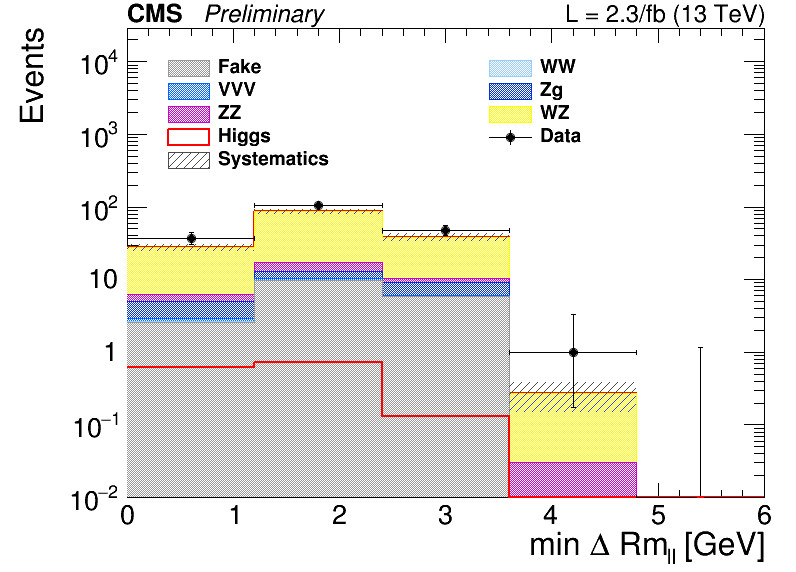 CMS Preliminary L = 2.3/fb (13 TeV)
Events
Fake WW
VVV Zg
ZZ WZ
Higgs Data
Systematics
10⁴
10³
10²
10
1
10⁻¹
10⁻²
0 1 2 3 4 5 6
min Δ Rm_ll [GeV]